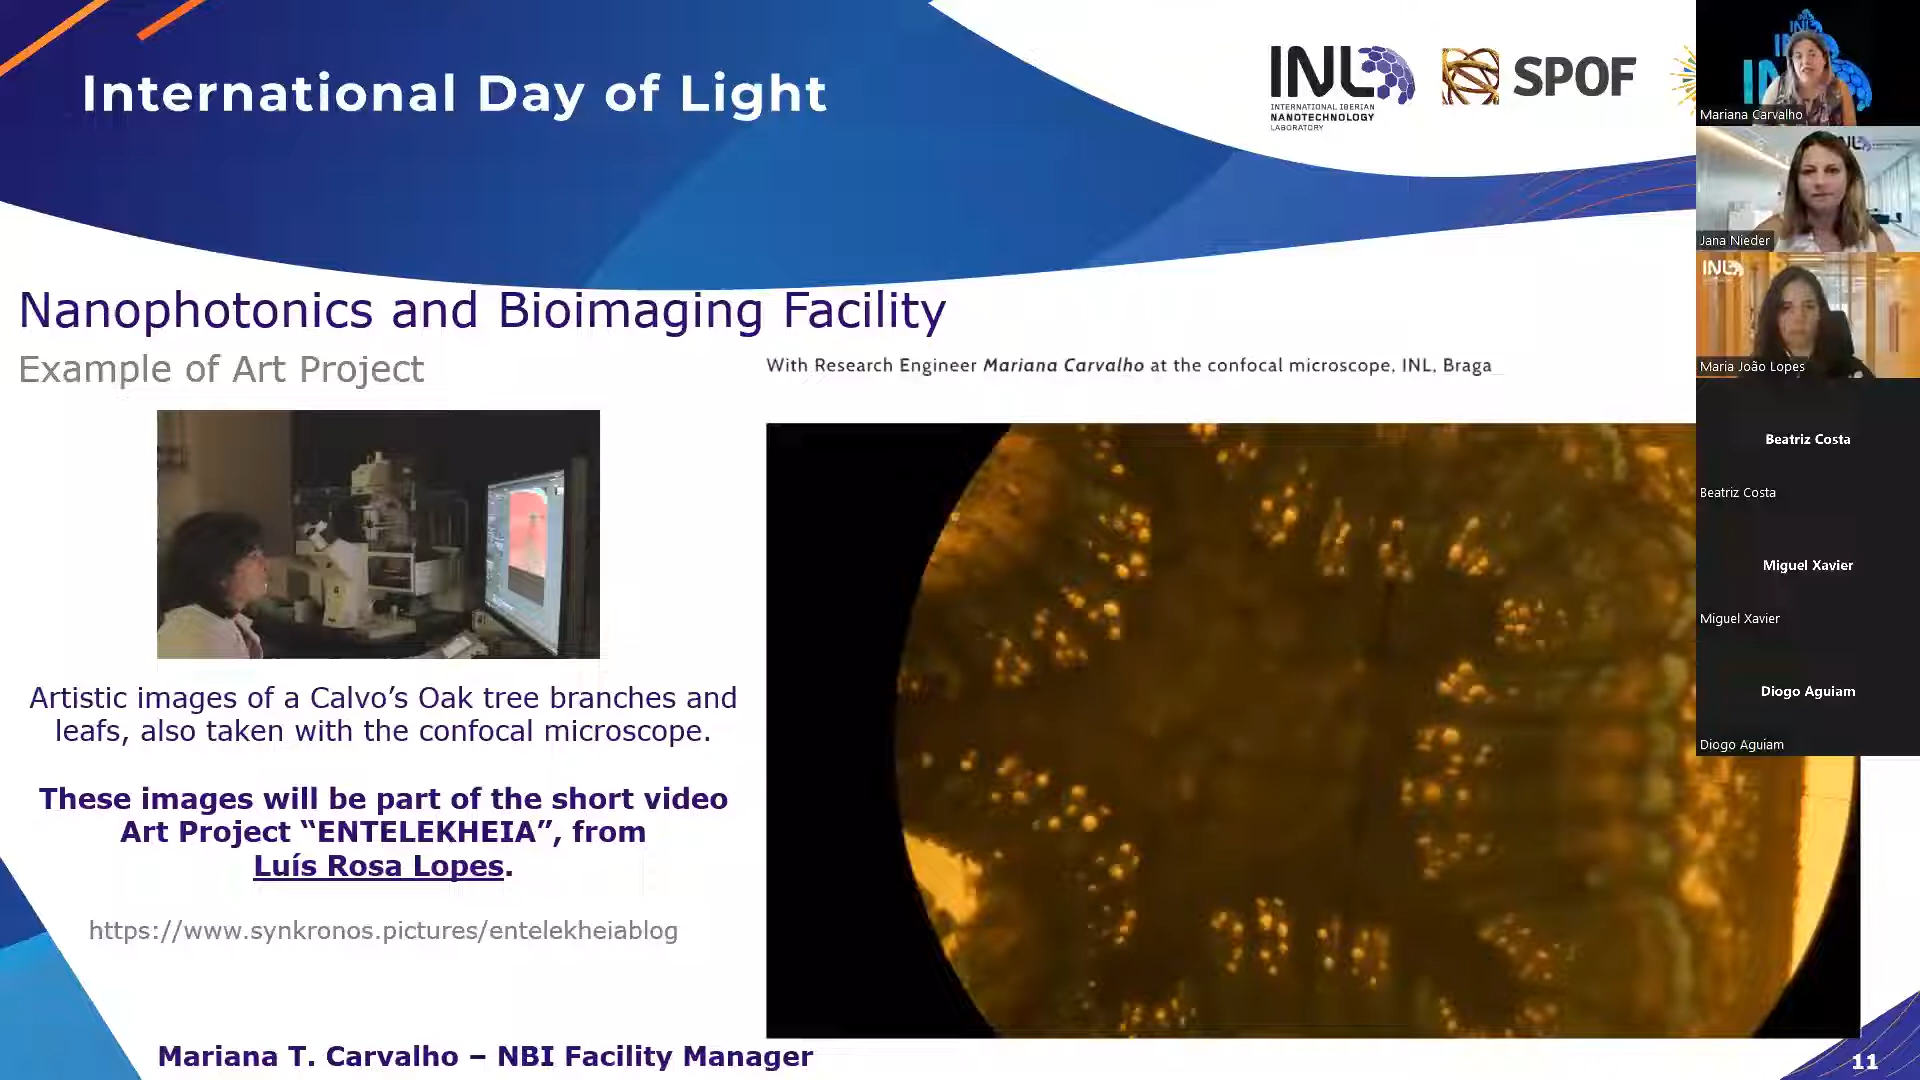 International Day of Light
INL
INTERNATIONAL IBERIAN
NANOTECHNOLOGY
LABORATORY
SPOF
Nanophotonics and Bioimaging Facility
Example of Art Project
With Research Engineer Mariana Carvalho at the confocal microscope, INL, Braga
Artistic images of a Calvo’s Oak tree branches and
leafs, also taken with the confocal microscope.
These images will be part of the short video
Art Project “ENTELEKHEIA”, from
Luís Rosa Lopes.
https://www.synkronos.pictures/entelekheiablog
Mariana T. Carvalho – NBI Facility Manager
11
Mariana Carvalho
Jana Nieder
INL
Maria João Lopes
Beatriz Costa
Beatriz Costa
Miguel Xavier
Miguel Xavier
Diogo Aguiam
Diogo Aguiam